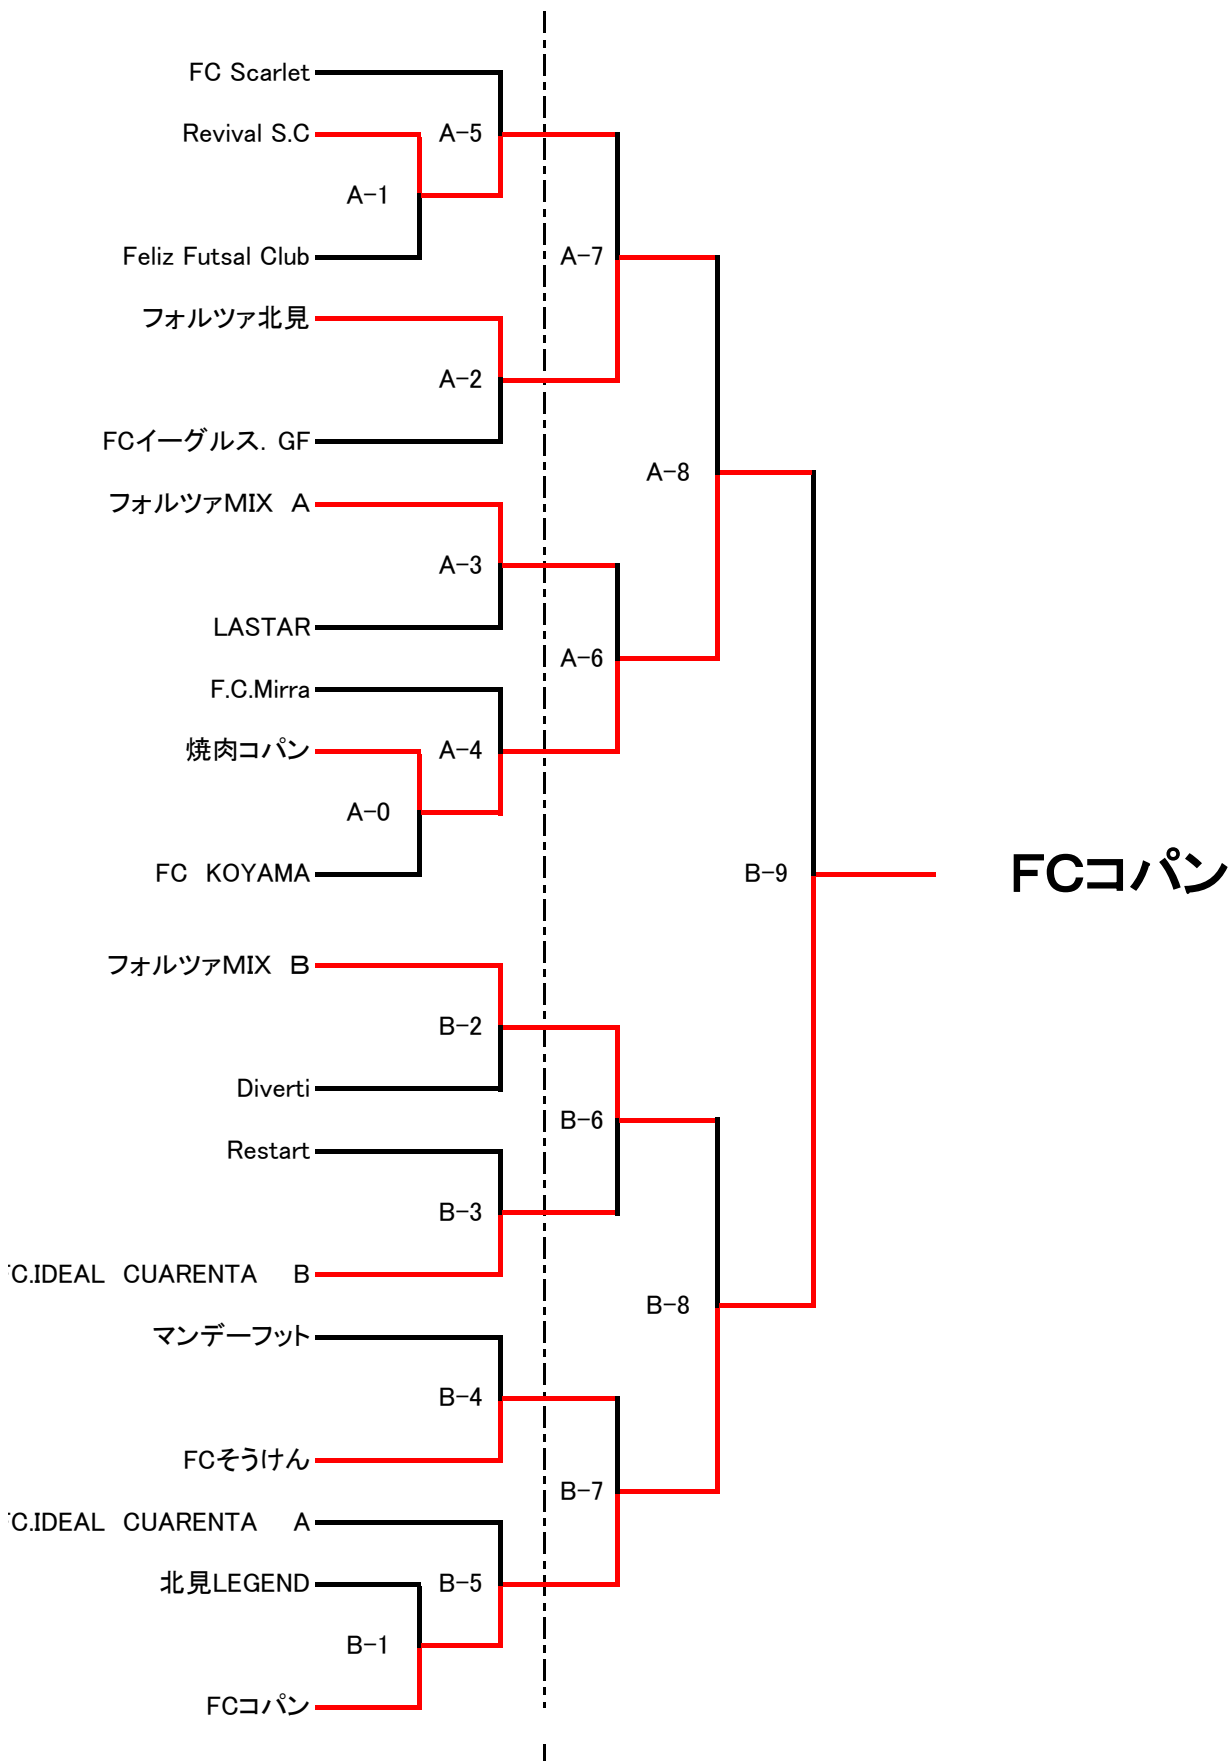 FC Scarlet
Revival S.C
A-5
A-1
Feliz Futsal Club
A-7
フォルツァ北見
A-2
FCイーグルス．GF
A-8
フォルツァMIX　A
A-3
LASTAR
A-6
F.C.Mirra
焼肉コパン
A-4
A-0
FC　KOYAMA
B-9
FCコパン
フォルツァMIX　B
B-2
Diverti
B-6
Restart
B-3
C.IDEAL　CUARENTA　B
B-8
マンデーフット
B-4
FCそうけん
B-7
C.IDEAL　CUARENTA　A
北見LEGEND
B-5
B-1
FCコパン